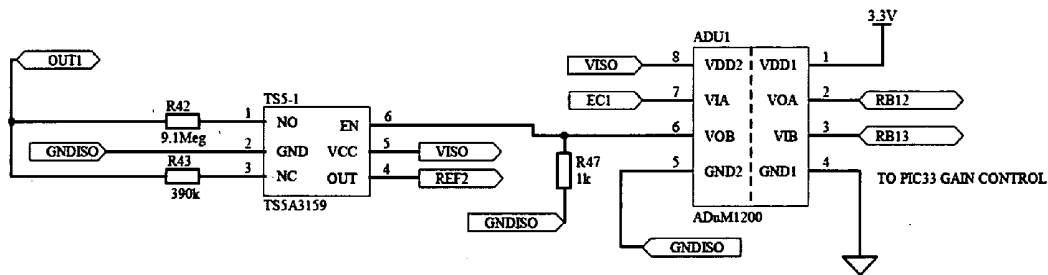 3.3V
ADU1
OUT1
VISO 8 VDD2 VDD1 1
TS5-1
R42 EC1 7 VIA VOA 2 RB12
1 NO EN 6
9.1Meg 6 VOB VIB 3 RB13
GNDISO 2 GND VCC 5 VISO
R43 R47 5 GND2 GND1 4
3 NC OUT 4 REF2 1k
390k TO PIC33 GAIN CONTROL
TS5A3159
GNDISO ADuM1200
GNDISO